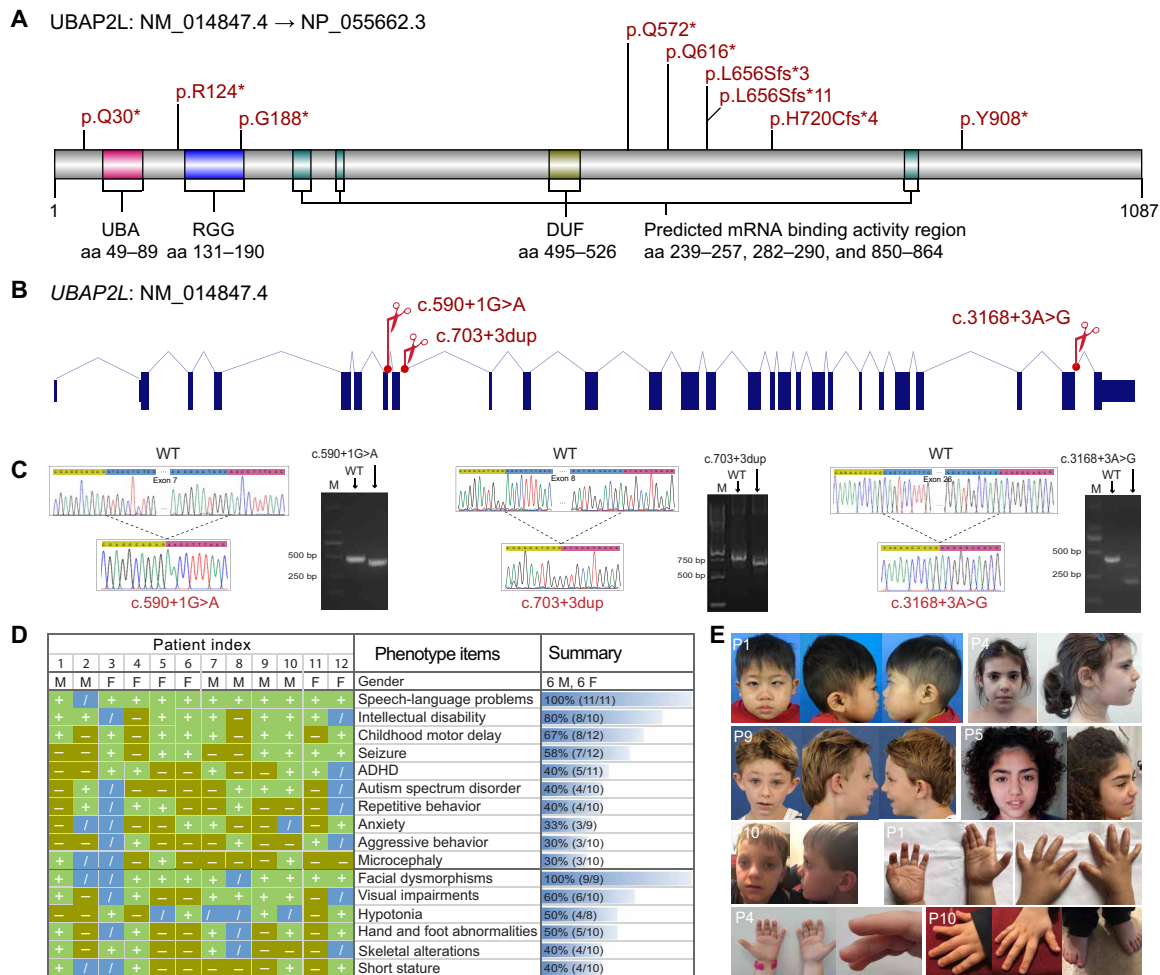 A
UBAP2L: NM_014847.4 → NP_055662.3
p.Q572*
p.Q616*
p.L656Sfs*3
p.L656Sfs*11
p.R124*
p.Q30*
p.G188*
p.H720Cfs*4
p.Y908*
1
1087
UBA
aa 49–89
RGG
aa 131–190
DUF
aa 495–526
Predicted mRNA binding activity region
aa 239–257, 282–290, and 850–864
B
UBAP2L: NM_014847.4
c.590+1G>A
c.703+3dup
c.3168+3A>G
C
WT
Exon 7
c.590+1G>A
c.590+1G>A
WT
M
500 bp
250 bp
WT
Exon 8
c.703+3dup
c.703+3dup
WT
M
750 bp
500 bp
WT
Exon 26
c.3168+3A>G
c.3168+3A>G
WT
M
500 bp
250 bp
D
Patient index Phenotype items Summary
1 2 3 4 5 6 7 8 9 10 11 12
M M F F F F M M M M F F Gender 6 M, 6 F
+ / + + + + + + + + + + Speech-language problems 100% (11/11)
+ + / − + + + − + + + / Intellectual disability 80% (8/10)
+ − + − + + + − + + − + Childhood motor delay 67% (8/12)
− − + − + + − − + + + + Seizure 58% (7/12)
ADHD 40% (5/11)
Autism spectrum disorder 40% (4/10)
Repetitive behavior 40% (4/10)
Anxiety 33% (3/9)
Aggressive behavior 30% (3/10)
+ / / − + − − − − + − − Microcephaly 30% (3/10)
+ + / + + + + / + + + / Facial dysmorphisms 100% (9/9)
Visual impairments 60% (6/10)
− − + − / + / / + / − + Hypotonia 50% (4/8)
Hand and foot abnormalities 50% (5/10)
Skeletal alterations 40% (4/10)
Short stature 40% (4/10)
E
P1
P4
P9
P5
P10
P1
P4
P10